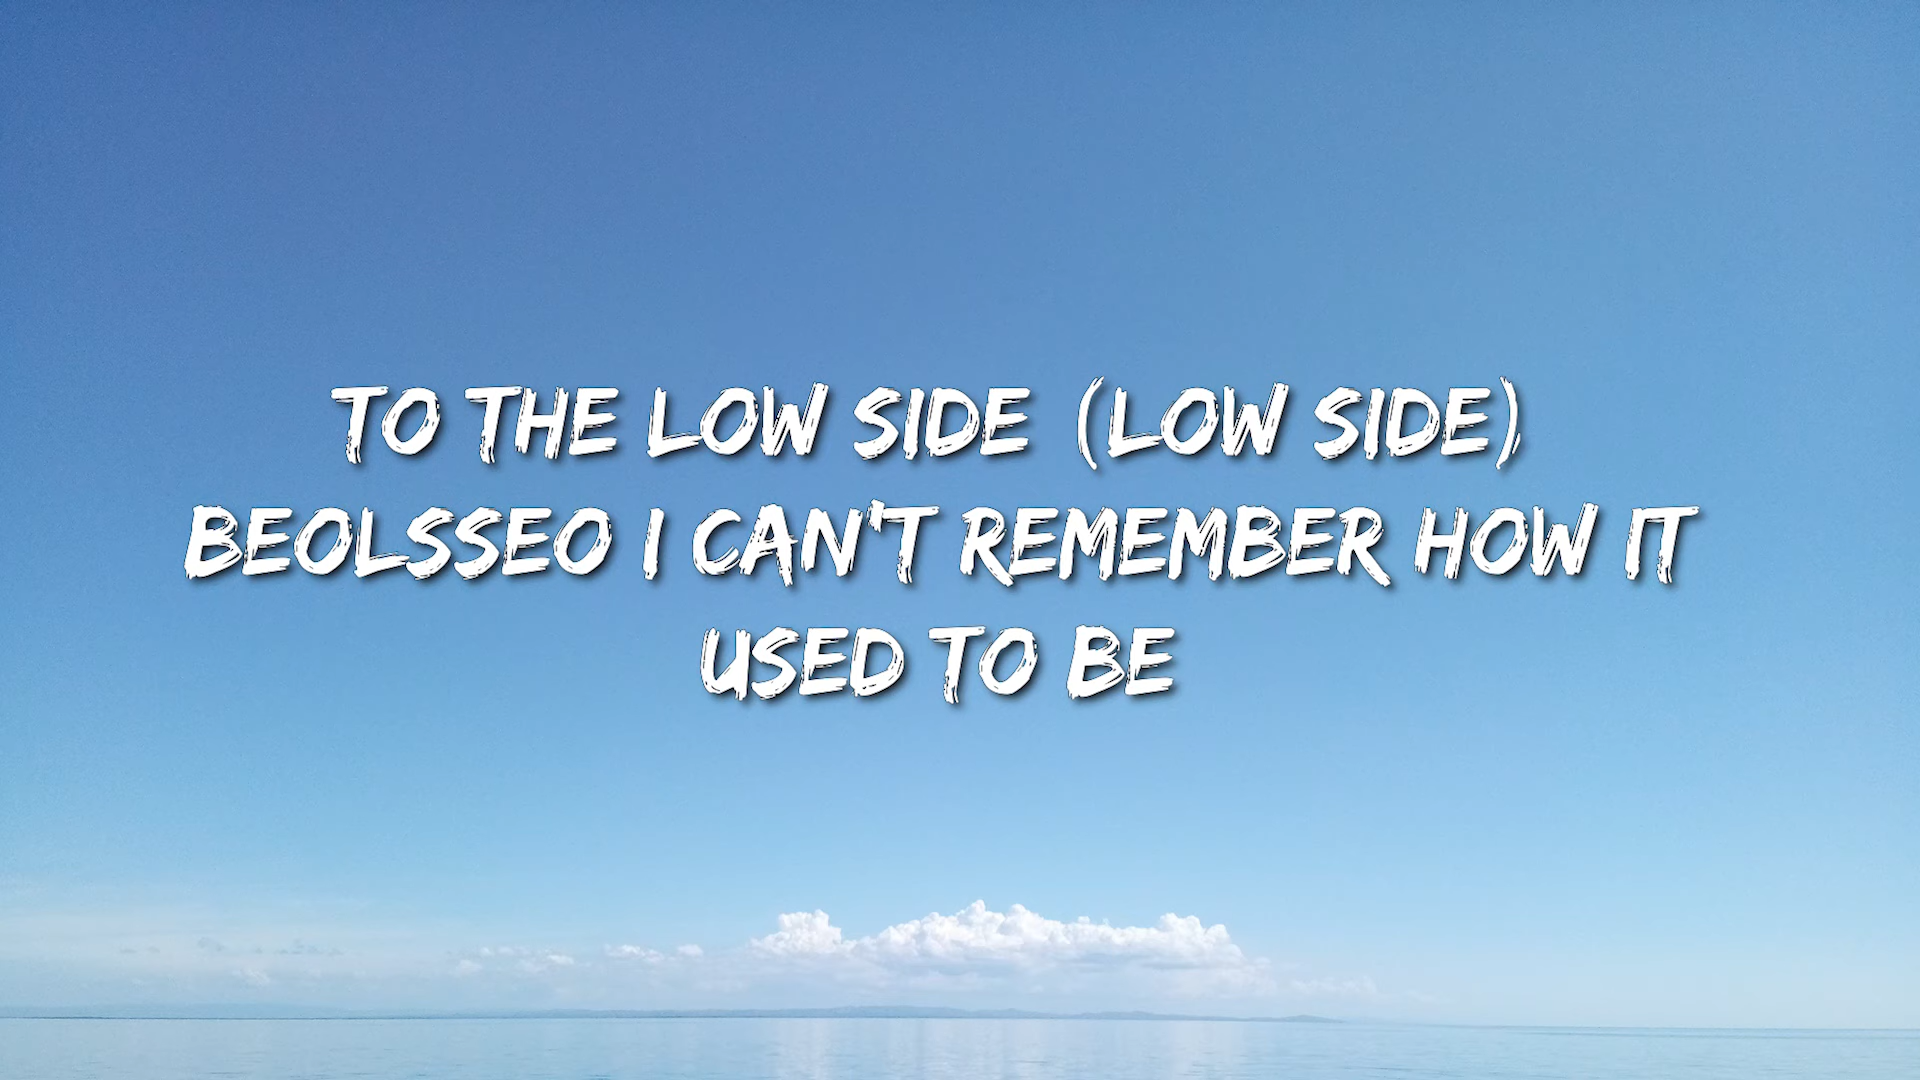 TO THE LOW SIDE (LOW SIDE)
BEOLSSEO I CAN'T REMEMBER HOW IT
USED TO BE